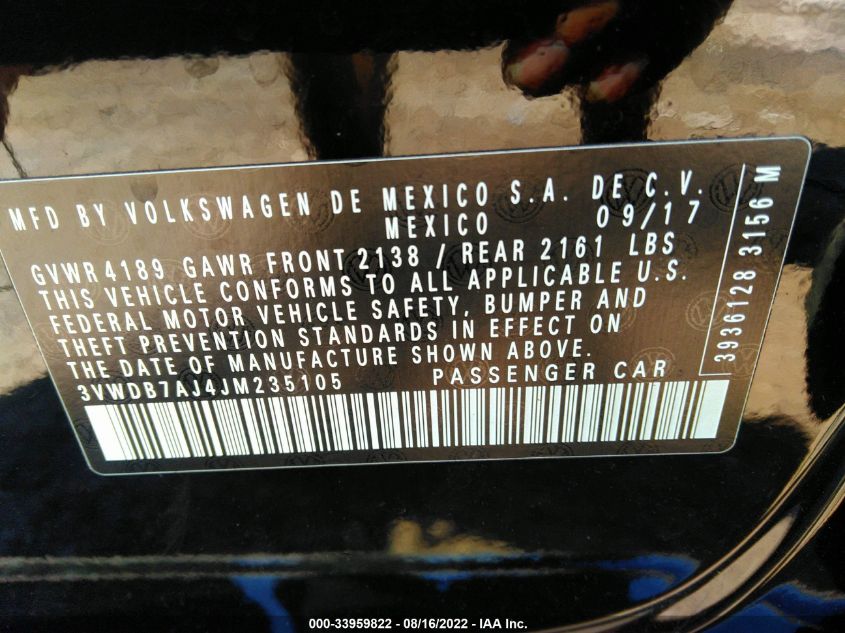 MFD BY VOLKSWAGEN DE MEXICO S.A. DE C.V.
MEXICO 09/17
GVWR 4189 GAWR FRONT 2138 / REAR 2161 LBS
THIS VEHICLE CONFORMS TO ALL APPLICABLE U.S.
FEDERAL MOTOR VEHICLE SAFETY, BUMPER AND
THEFT PREVENTION STANDARDS IN EFFECT ON
THE DATE OF MANUFACTURE SHOWN ABOVE.
3VWDB7AJ4JM235105 PASSENGER CAR
3936128 3156 M
000-33959822 - 08/16/2022 - IAA Inc.